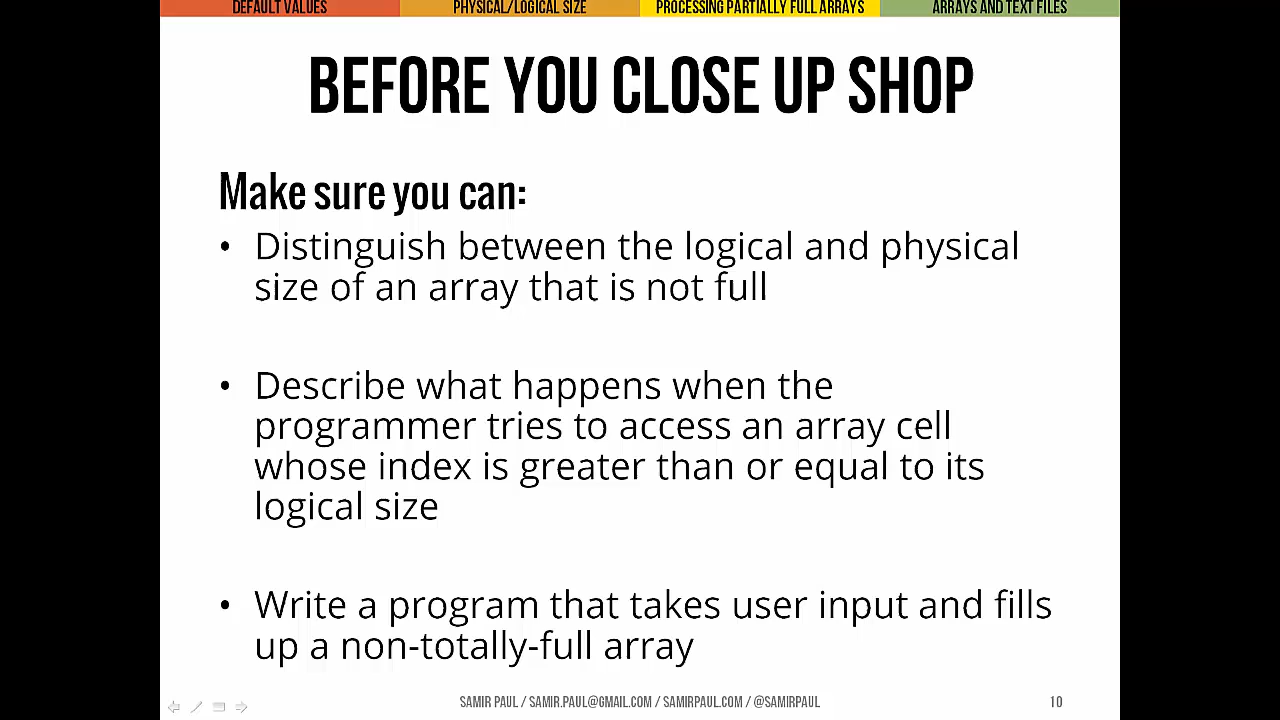 DEFAULT VALUES
PHYSICAL/LOGICAL SIZE
PROCESSING PARTIALLY FULL ARRAYS
ARRAYS AND TEXT FILES
BEFORE YOU CLOSE UP SHOP
Make sure you can:
• Distinguish between the logical and physical
size of an array that is not full
• Describe what happens when the
programmer tries to access an array cell
whose index is greater than or equal to its
logical size
• Write a program that takes user input and fills
up a non-totally-full array
SAMIR PAUL / SAMIR.PAUL@GMAIL.COM / SAMIRPAUL.COM / @SAMIRPAUL
10